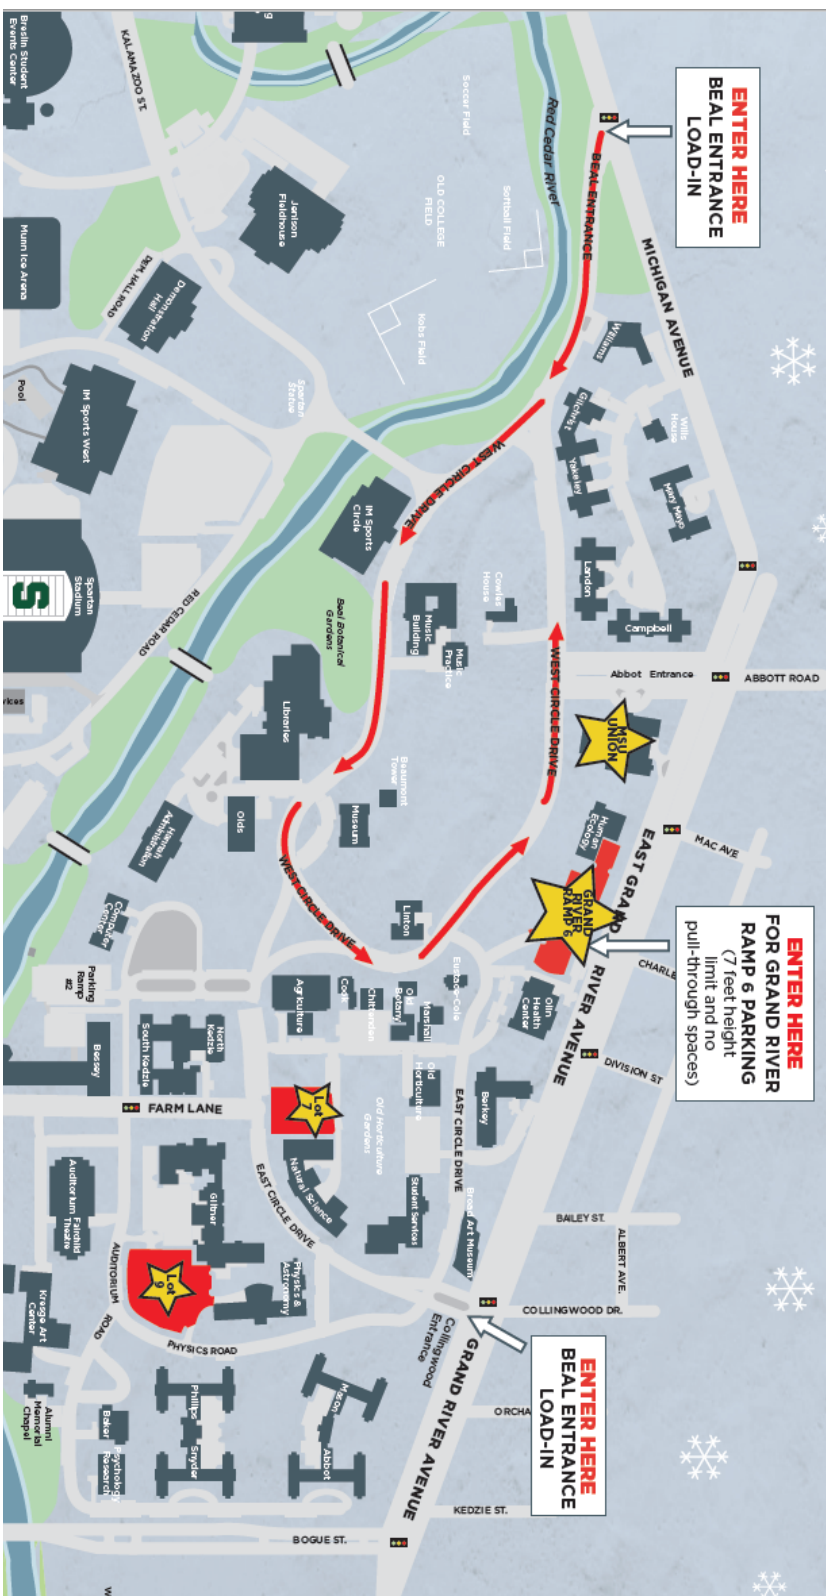 ENTER HERE
BEAL ENTRANCE
LOAD-IN
ENTER HERE
FOR GRAND RIVER
RAMP 6 PARKING
(7 feet height
limit and no
pull-through spaces)
ENTER HERE
BEAL ENTRANCE
LOAD-IN
MICHIGAN AVENUE
BEAL ENTRANCE
Red Cedar River
Soccer Field
OLD COLLEGE
FIELD
Softball Field
Kobs Field
KALAMAZOO ST.
Breslin Student
Events Center
Jenison
Fieldhouse
Munn Ice Arena
DEM. HALL ROAD
Demonstration
Hall
Spartan
Statue
IM Sports West
Pool
Spartan
Stadium
S
RED CEDAR ROAD
Williams
Wills
House
Gilchrist
Yakeley
Mary Mayo
Landon
Campbell
WEST CIRCLE DRIVE
IM Sports
Circle
Cowles
House
Music
Building
Music
Practice
Beal Botanical
Gardens
Abbot Entrance
ABBOTT ROAD
WEST CIRCLE DRIVE
MSU
UNION
Libraries
Beaumont
Tower
Museum
Olds
Hannah
Administration
Human
Ecology
MAC AVE
EAST GRAND RIVER AVENUE
GRAND
RIVER
RAMP 6
CHARLE
WEST CIRCLE DRIVE
Linton
Computer
Center
Parking
Ramp
#2
Agriculture
Cook
Chittenden
Old
Botany
Marshall
Eustace-Cole
Olin
Health
Center
DIVISION ST
Bessey
South Kedzie
North
Kedzie
Old
Horticulture
Berkey
FARM LANE
Lot
7
Old Horticulture
Gardens
EAST CIRCLE DRIVE
Natural Science
EAST CIRCLE DRIVE
Student Services
Broad Art Museum
BAILEY ST.
ALBERT AVE.
COLLINGWOOD DR.
Auditorium Fairchild
Theatre
Giltner
AUDITORIUM ROAD
Lot
9
Physics &
Astronomy
PHYSICS ROAD
Collingwood
Entrance
GRAND RIVER AVENUE
Kresge Art
Center
Alumni
Memorial
Chapel
Baker
Psychology
Research
Phillips
Snyder
Mason
Abbot
ORCHA
KEDZIE ST.
BOGUE ST.